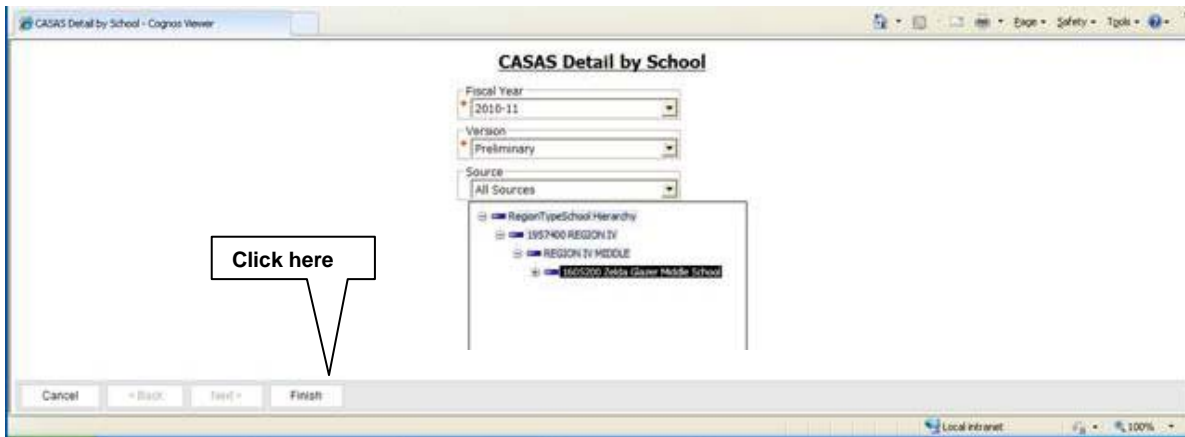 CASAS Detail by School - Cognos Viewer
Page Safety Tools
CASAS Detail by School
Fiscal Year
* 2010-11
Version
* Preliminary
Source
All Sources
RegionTypeSchool Hierarchy
1957400 REGION IV
REGION IV MIDDLE
1605200 Zelda Glazer Middle School
Click here
Cancel < Back Next > Finish
Local intranet 100%